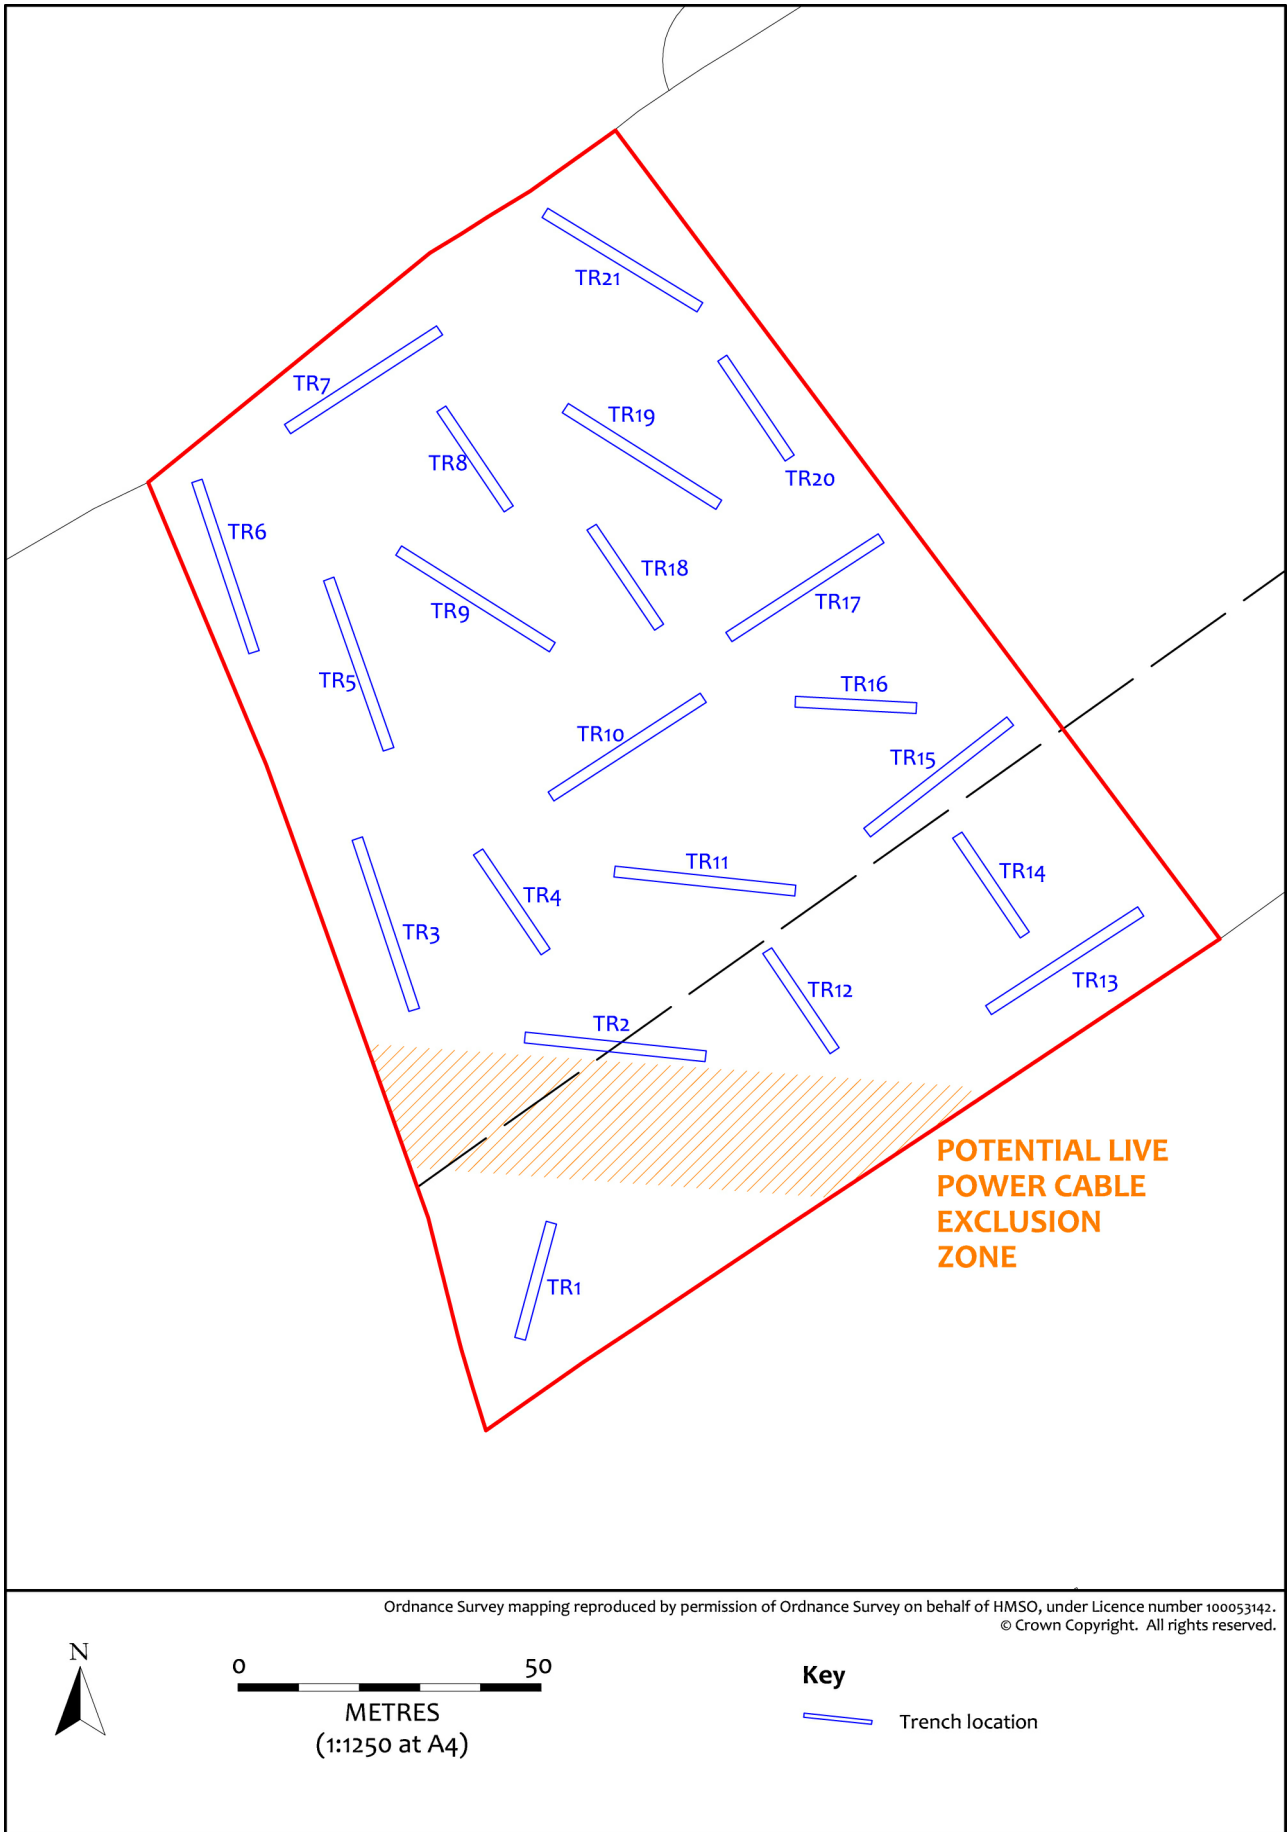 TR21
TR7
TR19
TR8
TR20
TR6
TR18
TR9
TR17
TR5
TR16
TR10
TR15
TR11
TR14
TR4
TR3
TR13
TR12
TR2
POTENTIAL LIVE
POWER CABLE
EXCLUSION
ZONE
TR1
Ordnance Survey mapping reproduced by permission of Ordnance Survey on behalf of HMSO, under Licence number 100053142.
© Crown Copyright. All rights reserved.
N
0 50
METRES
(1:1250 at A4)
Key
Trench location